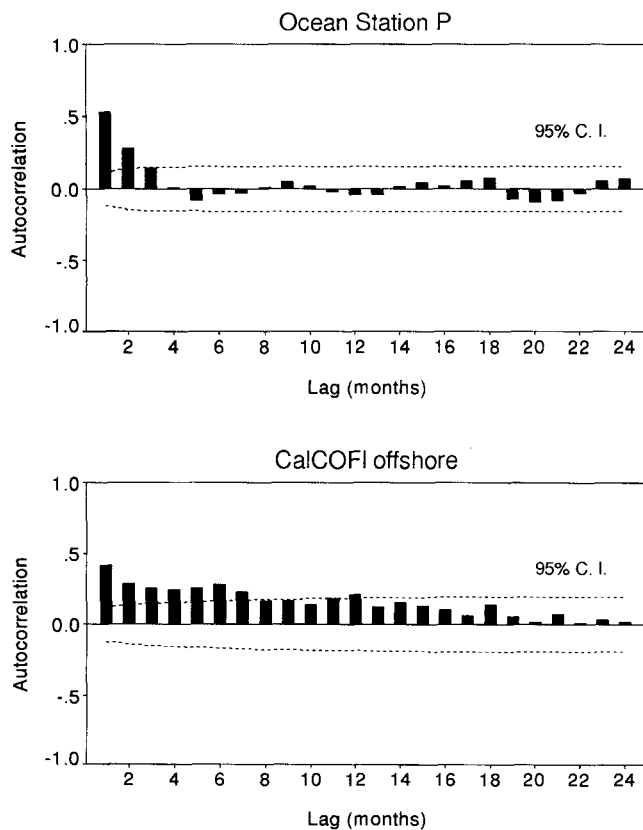 Ocean Station P
1.0
.5
0.0
-.5
-1.0
Autocorrelation
95% C. I.
2 4 6 8 10 12 14 16 18 20 22 24
Lag (months)
CalCOFI offshore
1.0
.5
0.0
-.5
-1.0
Autocorrelation
95% C. I.
2 4 6 8 10 12 14 16 18 20 22 24
Lag (months)